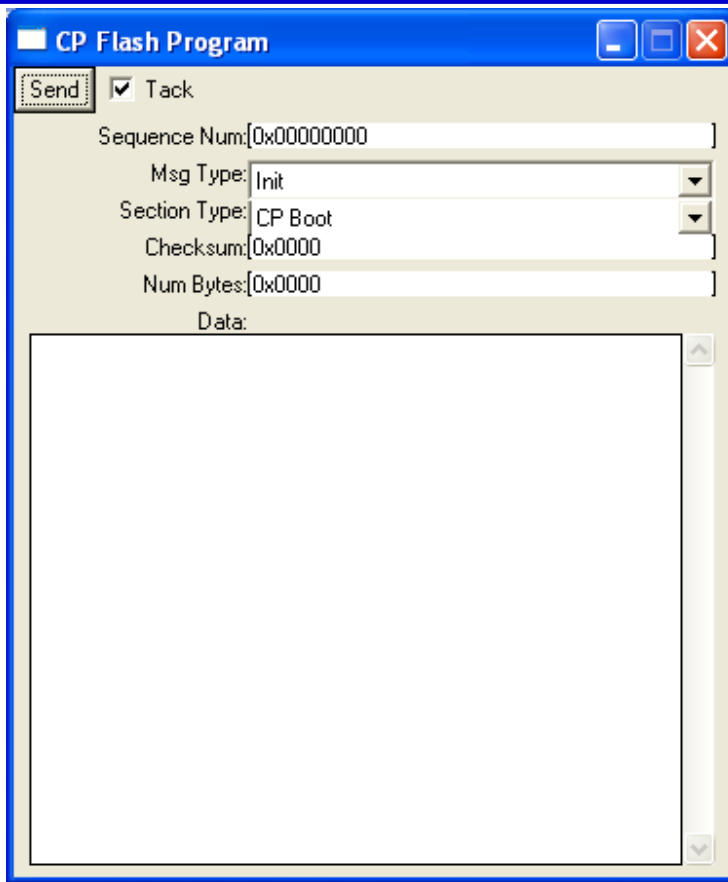 CP Flash Program
Send Tack
Sequence Num:[0x00000000]
Msg Type: Init
Section Type: CP Boot
Checksum:[0x0000]
Num Bytes:[0x0000]
Data: